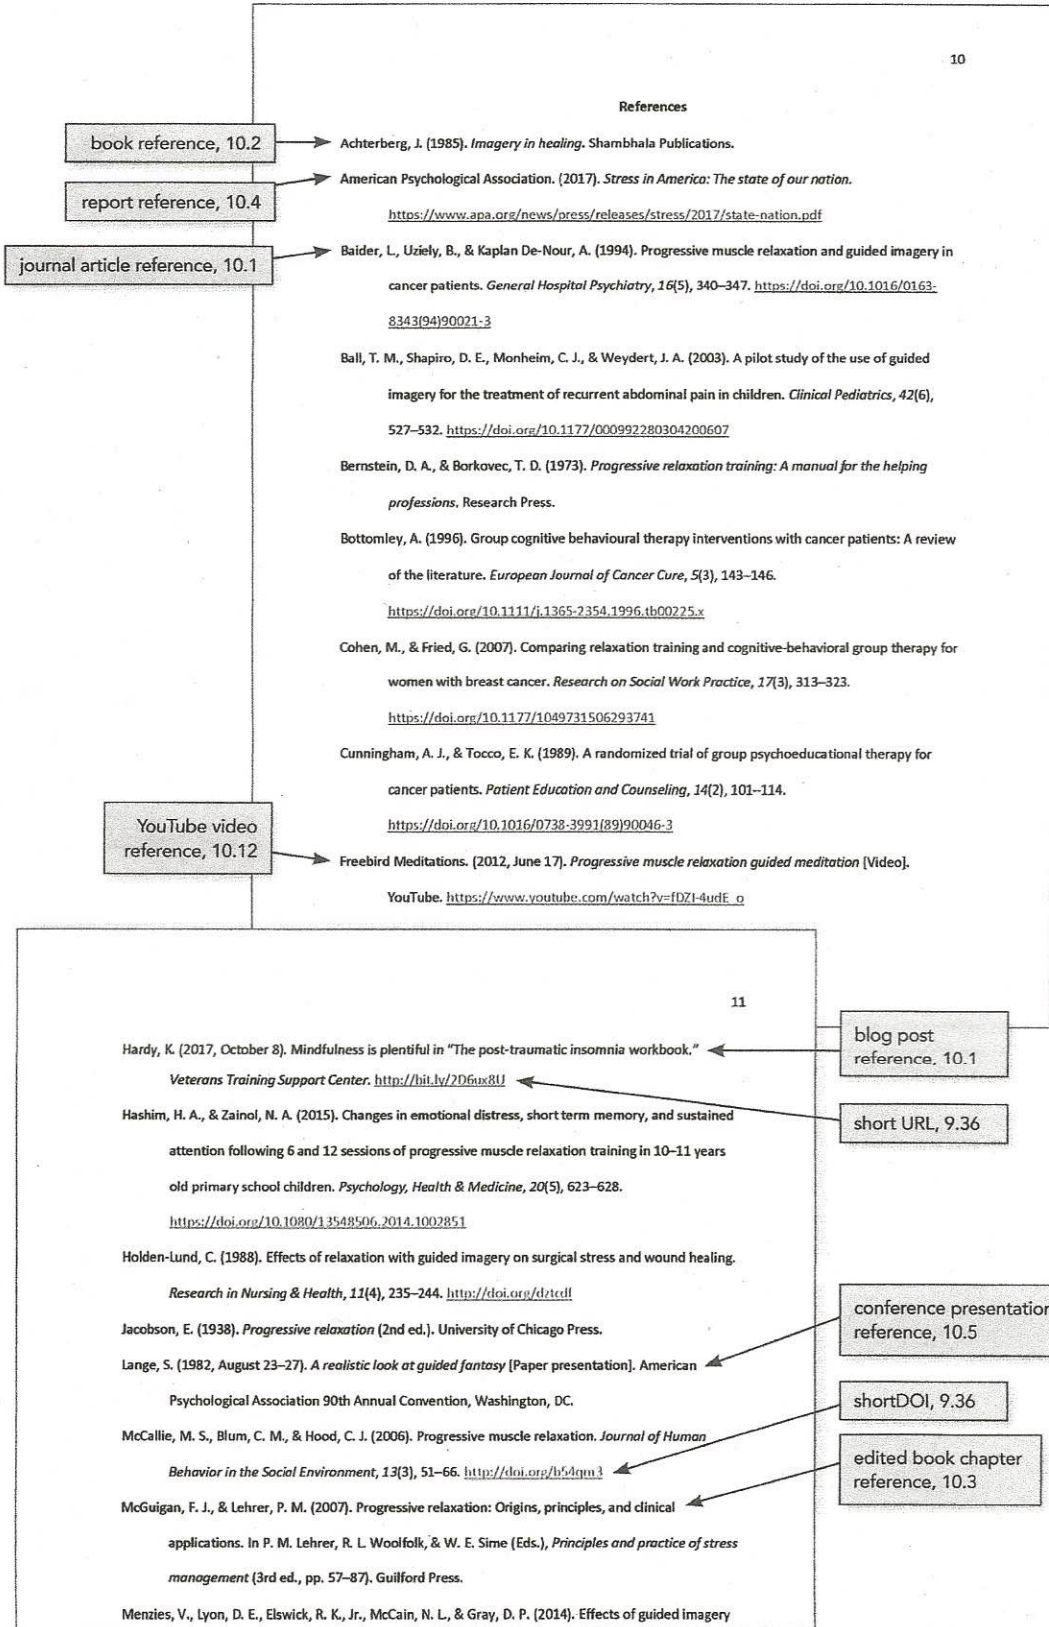 10
References
book reference, 10.2
Achterberg, J. (1985). Imagery in healing. Shambhala Publications.
report reference, 10.4
American Psychological Association. (2017). Stress in America: The state of our nation.
https://www.apa.org/news/press/releases/stress/2017/state-nation.pdf
journal article reference, 10.1
Baider, L., Uziely, B., & Kaplan De-Nour, A. (1994). Progressive muscle relaxation and guided imagery in
cancer patients. General Hospital Psychiatry, 16(5), 340–347. https://doi.org/10.1016/0163-
8343(94)90021-3
Ball, T. M., Shapiro, D. E., Monheim, C. J., & Weydert, J. A. (2003). A pilot study of the use of guided
imagery for the treatment of recurrent abdominal pain in children. Clinical Pediatrics, 42(6),
527–532. https://doi.org/10.1177/000992280304200607
Bernstein, D. A., & Borkovec, T. D. (1973). Progressive relaxation training: A manual for the helping
professions. Research Press.
Bottomley, A. (1996). Group cognitive behavioural therapy interventions with cancer patients: A review
of the literature. European Journal of Cancer Cure, 5(3), 143–146.
https://doi.org/10.1111/j.1365-2354.1996.tb00225.x
Cohen, M., & Fried, G. (2007). Comparing relaxation training and cognitive-behavioral group therapy for
women with breast cancer. Research on Social Work Practice, 17(3), 313–323.
https://doi.org/10.1177/1049731506293741
Cunningham, A. J., & Tocco, E. K. (1989). A randomized trial of group psychoeducational therapy for
cancer patients. Patient Education and Counseling, 14(2), 101–114.
https://doi.org/10.1016/0738-3991(89)90046-3
YouTube video
reference, 10.12
Freebird Meditations. (2012, June 17). Progressive muscle relaxation guided meditation [Video].
YouTube. https://www.youtube.com/watch?v=fDZI-4udE_o
11
blog post
reference, 10.1
Hardy, K. (2017, October 8). Mindfulness is plentiful in “The post-traumatic insomnia workbook.”
Veterans Training Support Center. http://bit.ly/2D6ux8U
short URL, 9.36
Hashim, H. A., & Zainol, N. A. (2015). Changes in emotional distress, short term memory, and sustained
attention following 6 and 12 sessions of progressive muscle relaxation training in 10–11 years
old primary school children. Psychology, Health & Medicine, 20(5), 623–628.
https://doi.org/10.1080/13548506.2014.1002851
Holden-Lund, C. (1988). Effects of relaxation with guided imagery on surgical stress and wound healing.
Research in Nursing & Health, 11(4), 235–244. http://doi.org/dztcdf
Jacobson, E. (1938). Progressive relaxation (2nd ed.). University of Chicago Press.
conference presentation
reference, 10.5
Lange, S. (1982, August 23–27). A realistic look at guided fantasy [Paper presentation]. American
Psychological Association 90th Annual Convention, Washington, DC.
shortDOI, 9.36
McCallie, M. S., Blum, C. M., & Hood, C. J. (2006). Progressive muscle relaxation. Journal of Human
Behavior in the Social Environment, 13(3), 51–66. http://doi.org/b54qm3
edited book chapter
reference, 10.3
McGuigan, F. J., & Lehrer, P. M. (2007). Progressive relaxation: Origins, principles, and clinical
applications. In P. M. Lehrer, R. L. Woolfolk, & W. E. Sime (Eds.), Principles and practice of stress
management (3rd ed., pp. 57–87). Guilford Press.
Menzies, V., Lyon, D. E., Elswick, R. K., Jr., McCain, N. L., & Gray, D. P. (2014). Effects of guided imagery